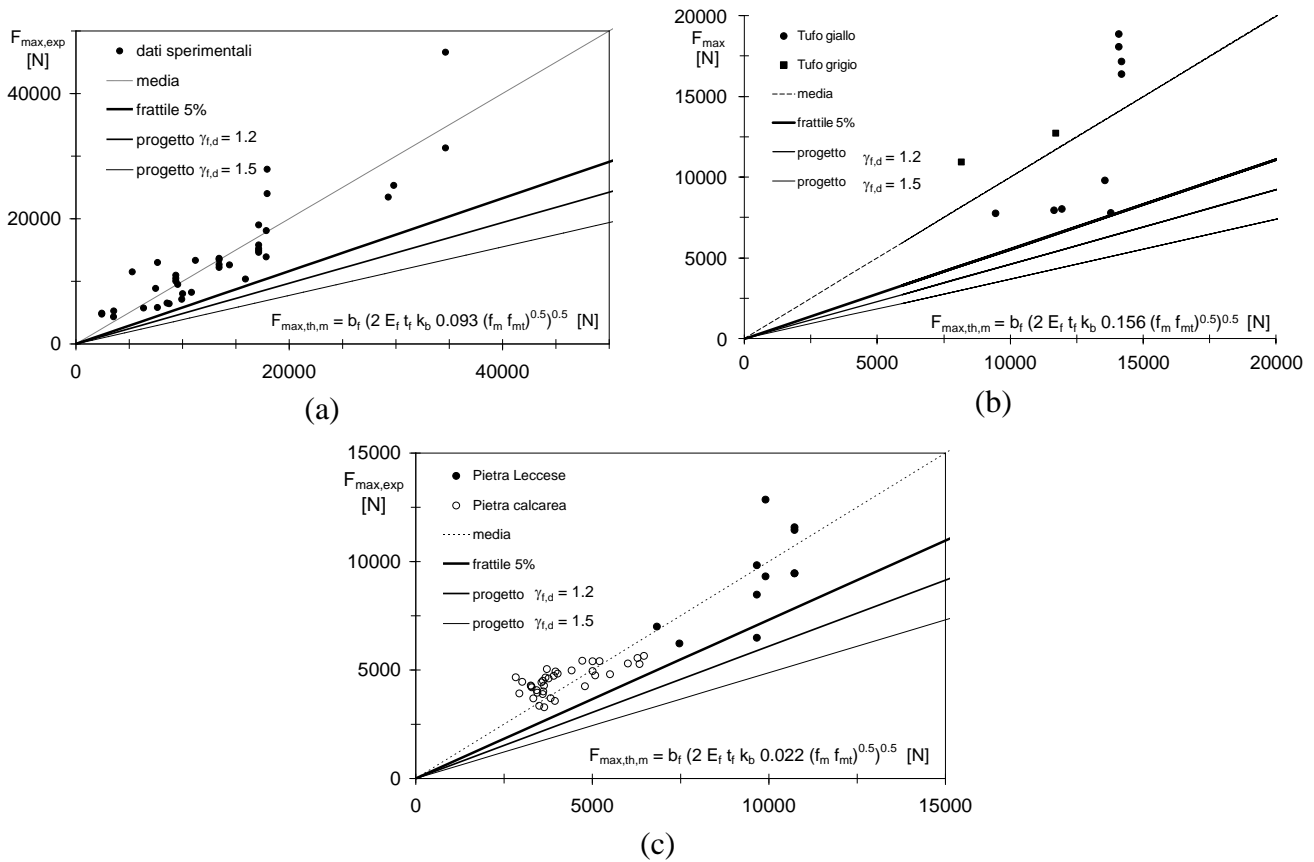 F_max,exp
[N]
40000
20000
0
dati sperimentali
media
frattile 5%
progetto γ_f,d = 1.2
progetto γ_f,d = 1.5
F_max,th,m = b_f (2 E_f t_f k_b 0.093 (f_m f_mt)^0.5)^0.5 [N]
0 20000 40000
(a)
20000
F_max
[N]
15000
10000
5000
0
Tufo giallo
Tufo grigio
media
frattile 5%
progetto γ_f,d = 1.2
progetto γ_f,d = 1.5
F_max,th,m = b_f (2 E_f t_f k_b 0.156 (f_m f_mt)^0.5)^0.5 [N]
0 5000 10000 15000 20000
(b)
15000
F_max,exp
[N]
10000
5000
0
Pietra Leccese
Pietra calcarea
media
frattile 5%
progetto γ_f,d = 1.2
progetto γ_f,d = 1.5
F_max,th,m = b_f (2 E_f t_f k_b 0.022 (f_m f_mt)^0.5)^0.5 [N]
0 5000 10000 15000
(c)